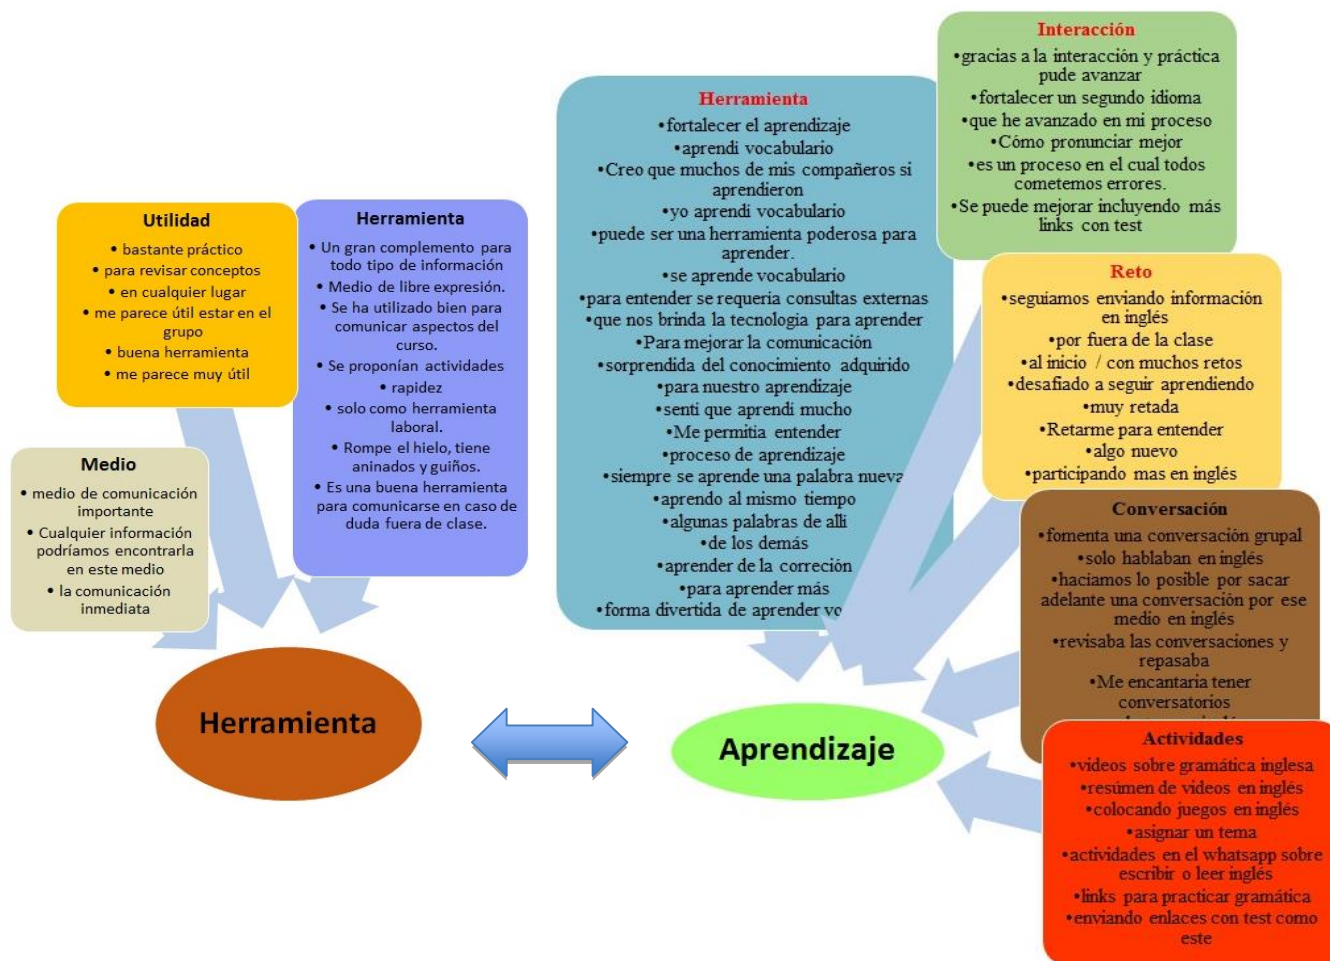 Utilidad
• bastante práctico
• para revisar conceptos
• en cualquier lugar
• me parece útil estar en el
grupo
• buena herramienta
• me parece muy útil
Herramienta
• Un gran complemento para
todo tipo de información
• Medio de libre expresión.
• Se ha utilizado bien para
comunicar aspectos del
curso.
• Se proponían actividades
• rapidez
• solo como herramienta
laboral.
• Rompe el hielo, tiene
aninados y guiños.
• Es una buena herramienta
para comunicarse en caso de
duda fuera de clase.
Medio
• medio de comunicación
importante
• Cualquier información
podríamos encontrarla
en este medio
• la comunicación
inmediata
Herramienta
Herramienta
•fortalecer el aprendizaje
•aprendi vocabulario
•Creo que muchos de mis compañeros si
aprendieron
•yo aprendi vocabulario
•puede ser una herramienta poderosa para
aprender.
•se aprende vocabulario
•para entender se requeria consultas externas
•que nos brinda la tecnologia para aprender
•Para mejorar la comunicación
•sorprendida del conocimiento adquirido
•para nuestro aprendizaje
•senti que aprendi mucho
•Me permitia entender
•proceso de aprendizaje
•siempre se aprende una palabra nueva
•aprendo al mismo tiempo
•algunas palabras de alli
•de los demás
•aprender de la correción
•para aprender más
•forma divertida de aprender
Interacción
•gracias a la interacción y práctica
pude avanzar
•fortalecer un segundo idioma
•que he avanzado en mi proceso
•Cómo pronunciar mejor
•es un proceso en el cual todos
cometemos errores.
•Se puede mejorar incluyendo más
links con test
Reto
•seguiamos enviando información
en inglés
•por fuera de la clase
•al inicio / con muchos retos
•desafiado a seguir aprendiendo
•muy retada
•Retarme para entender
•algo nuevo
•participando mas en inglés
Conversación
•fomenta una conversación grupal
•solo hablaban en inglés
•haciamos lo posible por sacar
adelante una conversación por ese
medio en inglés
•revisaba las conversaciones y
repasaba
•Me encantaria tener
conversatorios
Actividades
•videos sobre gramática inglesa
•resúmen de videos en inglés
•colocando juegos en inglés
•asignar un tema
•actividades en el whatsapp sobre
escribir o leer inglés
•links para practicar gramática
•enviando enlaces con test como
este
Aprendizaje